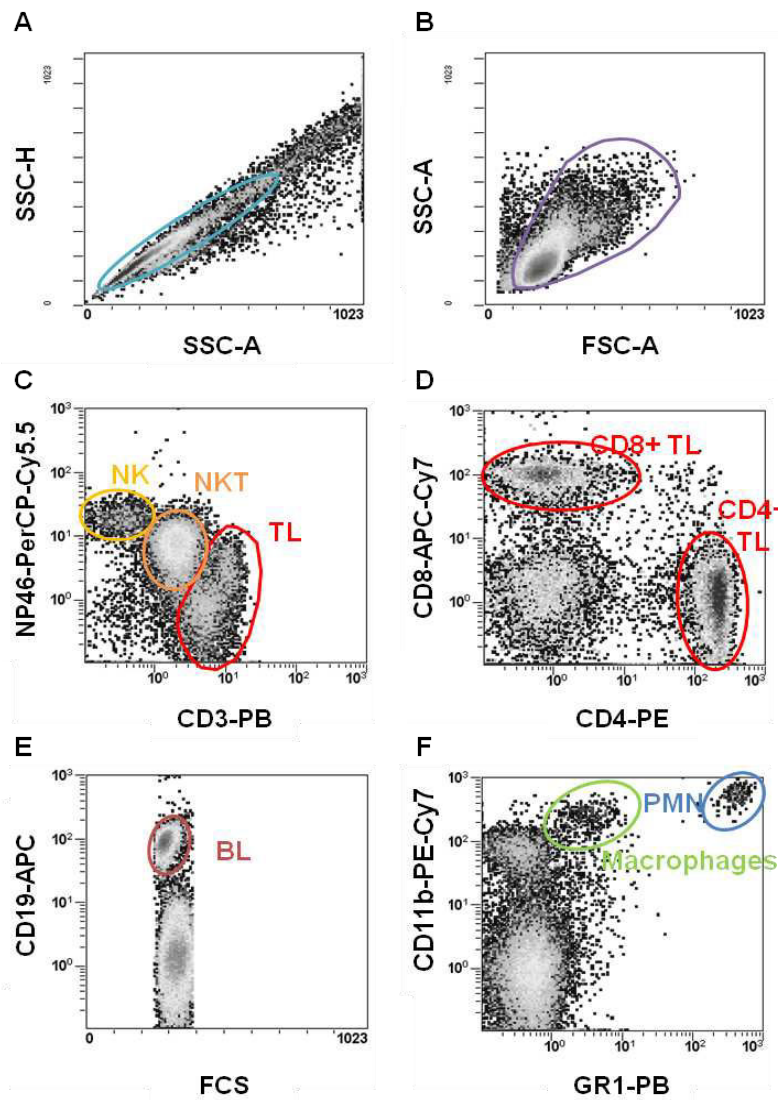 A
B
SSC-H
1023
0
0
1023
SSC-A
SSC-A
1023
0
0
1023
FSC-A
C
D
NP46-PerCP-Cy5.5
10³
10²
10¹
10⁰
NK
NKT
TL
10⁰
10¹
10²
10³
CD3-PB
CD8-APC-Cy7
10³
10²
10¹
10⁰
CD8+ TL
CD4+
TL
10⁰
10¹
10²
10³
CD4-PE
E
F
CD19-APC
10³
10²
10¹
10⁰
BL
0
1023
FCS
CD11b-PE-Cy7
10³
10²
10¹
10⁰
PMN
Macrophages
10⁰
10¹
10²
10³
GR1-PB